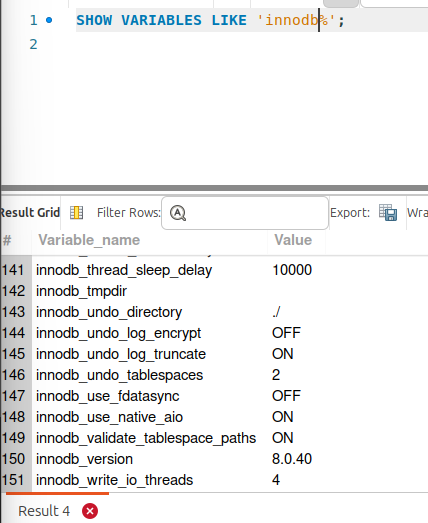 1 SHOW VARIABLES LIKE 'innodb%';
2
Result Grid Filter Rows: Export: Wra
# Variable_name Value
141 innodb_thread_sleep_delay 10000
142 innodb_tmpdir
143 innodb_undo_directory ./
144 innodb_undo_log_encrypt OFF
145 innodb_undo_log_truncate ON
146 innodb_undo_tablespaces 2
147 innodb_use_fdatasync OFF
148 innodb_use_native_aio ON
149 innodb_validate_tablespace_paths ON
150 innodb_version 8.0.40
151 innodb_write_io_threads 4
Result 4